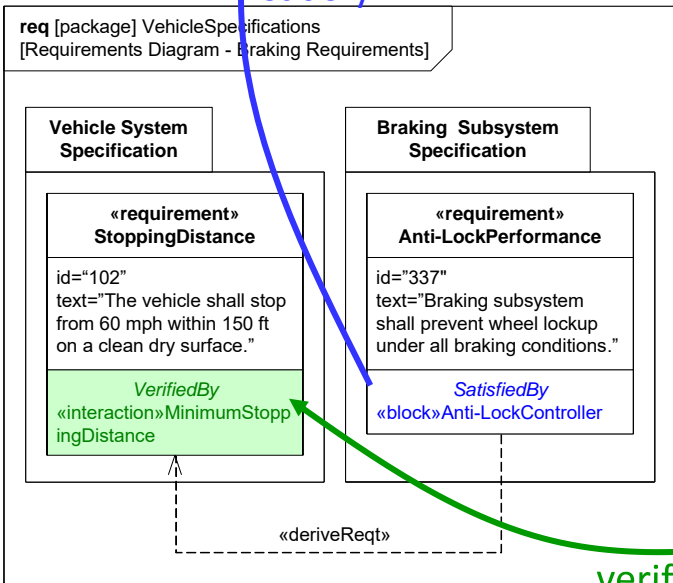 req [package] VehicleSpecifications
[Requirements Diagram - Braking Requirements]
Vehicle System
Specification
Braking Subsystem
Specification
«requirement»
StoppingDistance
id=“102”
text=”The vehicle shall stop
from 60 mph within 150 ft
on a clean dry surface.”
VerifiedBy
«interaction»MinimumStopp
ingDistance
«requirement»
Anti-LockPerformance
id=”337"
text=”Braking subsystem
shall prevent wheel lockup
under all braking conditions.”
SatisfiedBy
«block»Anti-LockController
«deriveReqt»
verif